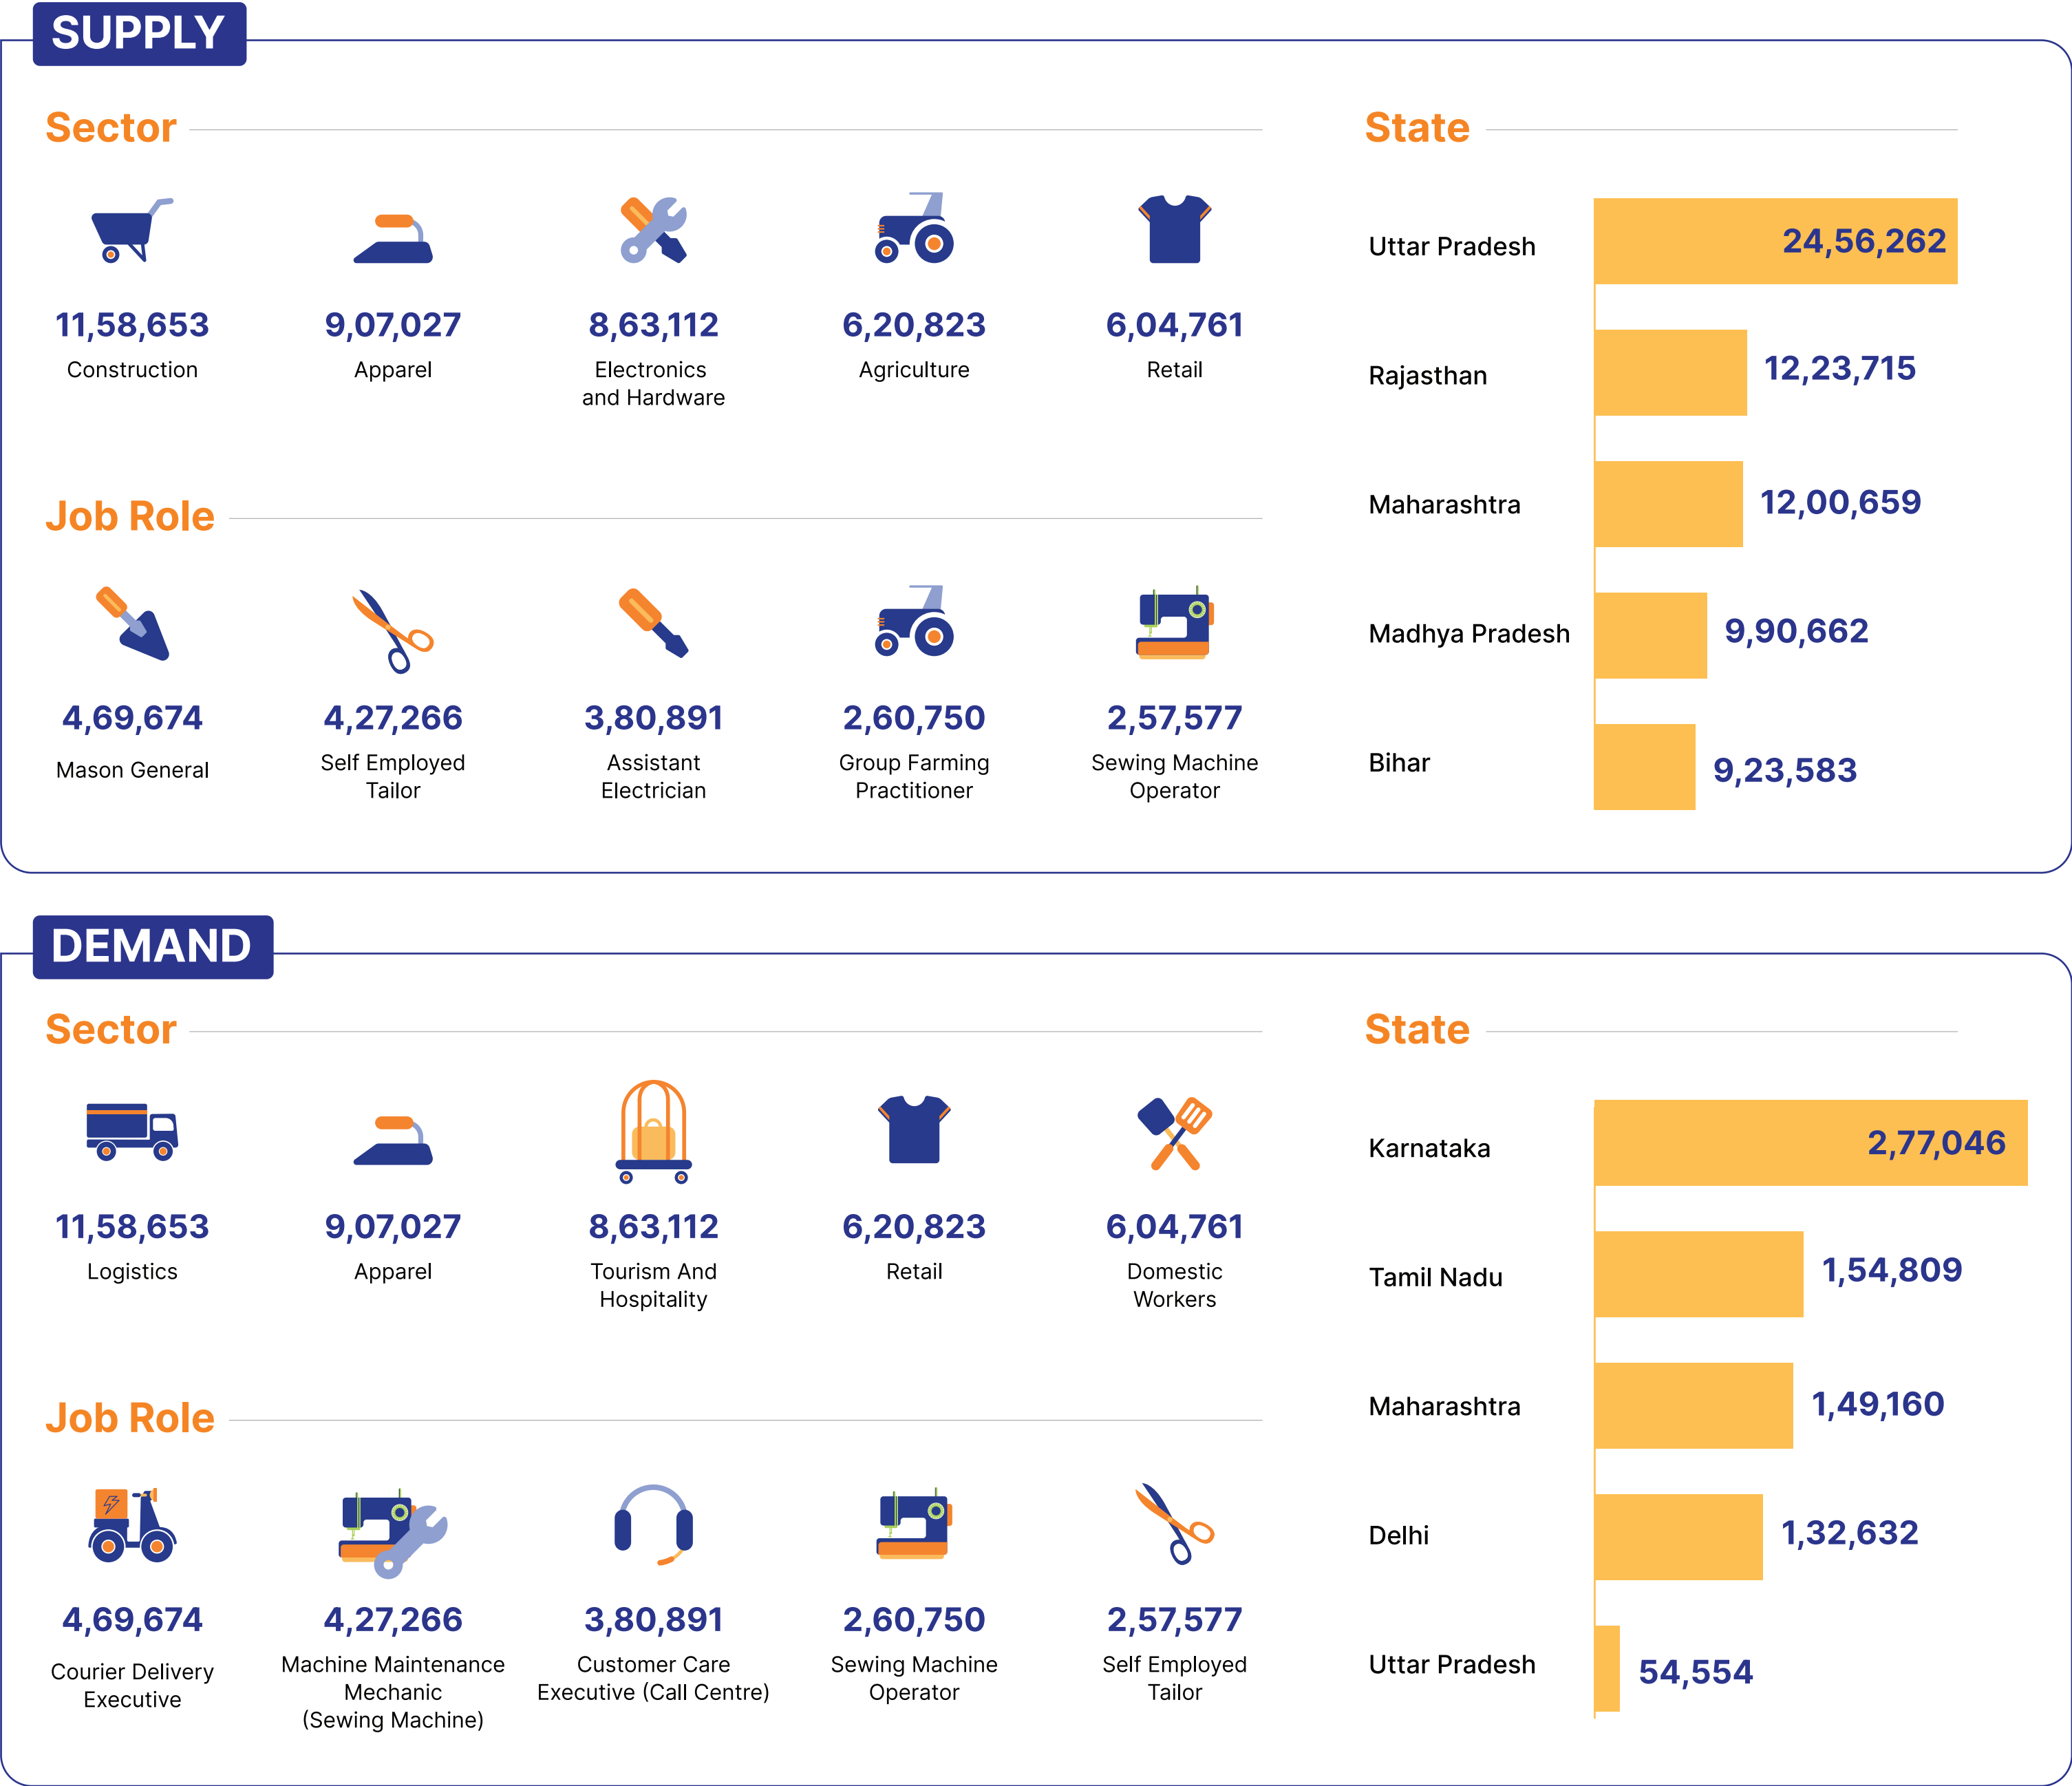 SUPPLY
Sector
11,58,653
Construction
9,07,027
Apparel
8,63,112
Electronics
and Hardware
6,20,823
Agriculture
6,04,761
Retail
Job Role
4,69,674
Mason General
4,27,266
Self Employed
Tailor
3,80,891
Assistant
Electrician
2,60,750
Group Farming
Practitioner
2,57,577
Sewing Machine
Operator
State
Uttar Pradesh 24,56,262
Rajasthan 12,23,715
Maharashtra 12,00,659
Madhya Pradesh 9,90,662
Bihar 9,23,583
DEMAND
Sector
11,58,653
Logistics
9,07,027
Apparel
8,63,112
Tourism And
Hospitality
6,20,823
Retail
6,04,761
Domestic
Workers
Job Role
4,69,674
Courier Delivery
Executive
4,27,266
Machine Maintenance
Mechanic
(Sewing Machine)
3,80,891
Customer Care
Executive (Call Centre)
2,60,750
Sewing Machine
Operator
2,57,577
Self Employed
Tailor
State
Karnataka 2,77,046
Tamil Nadu 1,54,809
Maharashtra 1,49,160
Delhi 1,32,632
Uttar Pradesh 54,554